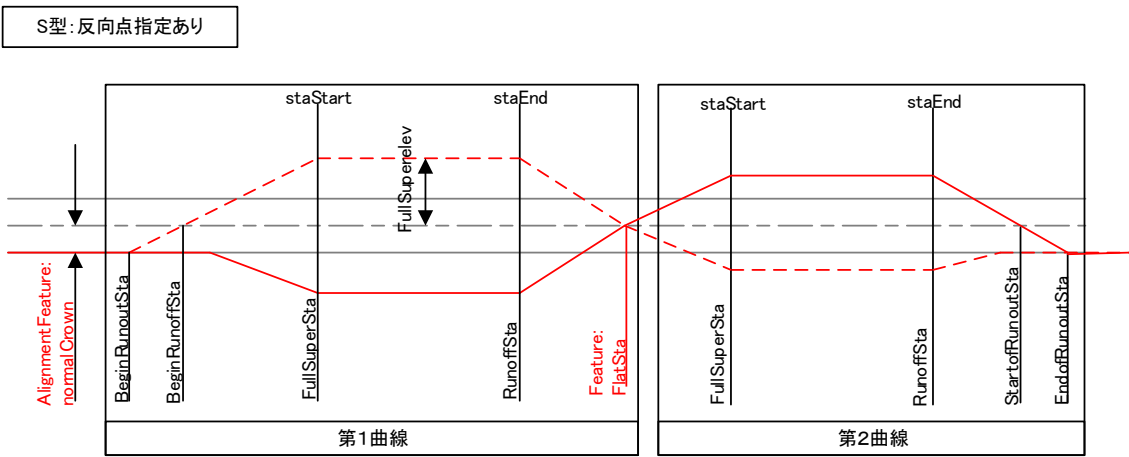 S型：反向点指定あり
staStart
staEnd
staStart
staEnd
FullSuperelev
AlignmentFeature:
normalCrown
BeginRunoutSta
BeginRunoffSta
FullSuperSta
RunoffSta
Feature:
FlatSta
FullSuperSta
RunoffSta
StartofRunoutSta
EndofRunoutSta
第１曲線
第２曲線